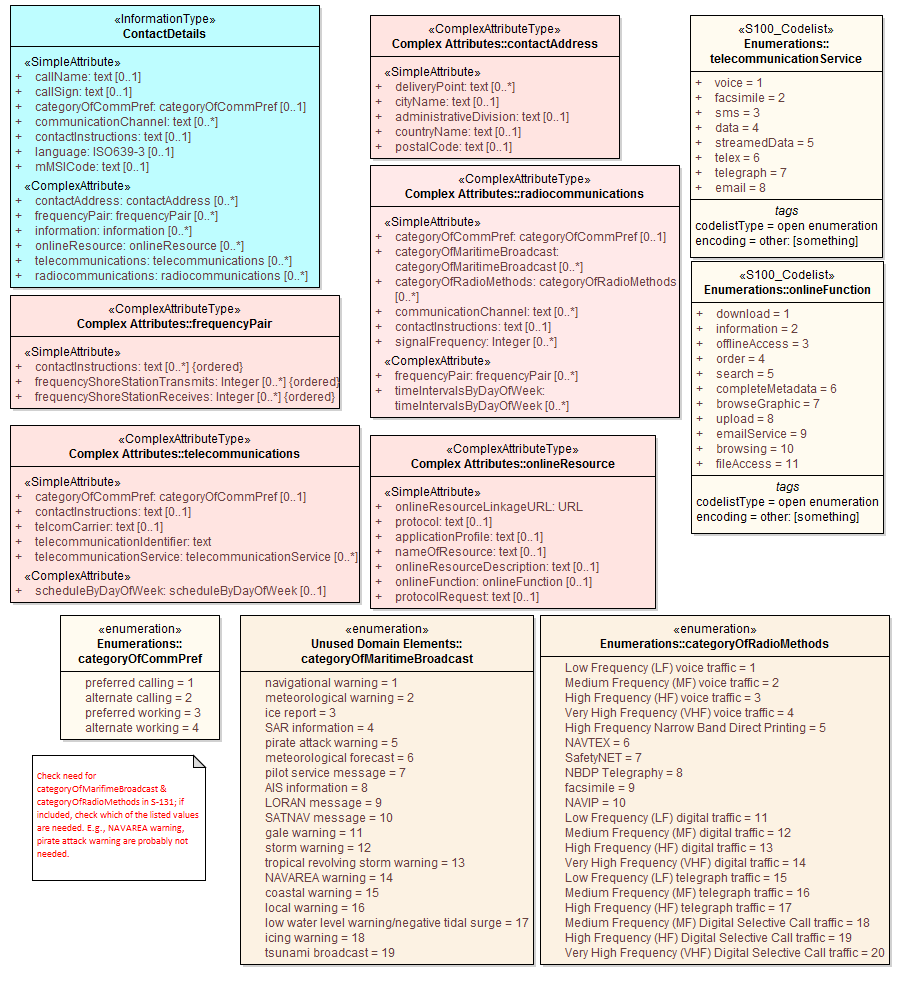 «InformationType»
ContactDetails
«SimpleAttribute»
+ callName: text [0..1]
+ callSign: text [0..1]
+ categoryOfCommPref: categoryOfCommPref [0..1]
+ communicationChannel: text [0..*]
+ contactInstructions: text [0..1]
+ language: ISO639-3 [0..1]
+ mMSICode: text [0..1]
«ComplexAttribute»
+ contactAddress: contactAddress [0..*]
+ frequencyPair: frequencyPair [0..*]
+ information: information [0..*]
+ onlineResource: onlineResource [0..*]
+ telecommunications: telecommunications [0..*]
+ radiocommunications: radiocommunications [0..*]
«ComplexAttributeType»
Complex Attributes::contactAddress
«SimpleAttribute»
+ deliveryPoint: text [0..*]
+ cityName: text [0..1]
+ administrativeDivision: text [0..1]
+ countryName: text [0..1]
+ postalCode: text [0..1]
«S100_Codelist»
Enumerations::
telecommunicationService
+ voice = 1
+ facsimile = 2
+ sms = 3
+ data = 4
+ streamedData = 5
+ telex = 6
+ telegraph = 7
+ email = 8
tags
codelistType = open enumeration
encoding = other: [something]
«ComplexAttributeType»
Complex Attributes::radiocommunications
«SimpleAttribute»
+ categoryOfCommPref: categoryOfCommPref [0..1]
+ categoryOfMaritimeBroadcast:
categoryOfMaritimeBroadcast [0..*]
+ categoryOfRadioMethods: categoryOfRadioMethods
[0..*]
+ communicationChannel: text [0..*]
+ contactInstructions: text [0..1]
+ signalFrequency: Integer [0..*]
«ComplexAttribute»
+ frequencyPair: frequencyPair [0..*]
+ timeIntervalsByDayOfWeek:
timeIntervalsByDayOfWeek [0..*]
«S100_Codelist»
Enumerations::onlineFunction
+ download = 1
+ information = 2
+ offlineAccess = 3
+ order = 4
+ search = 5
+ completeMetadata = 6
+ browseGraphic = 7
+ upload = 8
+ emailService = 9
+ browsing = 10
+ fileAccess = 11
tags
codelistType = open enumeration
encoding = other: [something]
«ComplexAttributeType»
Complex Attributes::frequencyPair
«SimpleAttribute»
+ contactInstructions: text [0..*] {ordered}
+ frequencyShoreStationTransmits: Integer [0..*] {ordered}
+ frequencyShoreStationReceives: Integer [0..*] {ordered}
«ComplexAttributeType»
Complex Attributes::telecommunications
«SimpleAttribute»
+ categoryOfCommPref: categoryOfCommPref [0..1]
+ contactInstructions: text [0..1]
+ telcomCarrier: text [0..1]
+ telecommunicationIdentifier: text
+ telecommunicationService: telecommunicationService [0..*]
«ComplexAttribute»
+ scheduleByDayOfWeek: scheduleByDayOfWeek [0..1]
«ComplexAttributeType»
Complex Attributes::onlineResource
«SimpleAttribute»
+ onlineResourceLinkageURL: URL
+ protocol: text [0..1]
+ applicationProfile: text [0..1]
+ nameOfResource: text [0..1]
+ onlineResourceDescription: text [0..1]
+ onlineFunction: onlineFunction [0..1]
+ protocolRequest: text [0..1]
«enumeration»
Enumerations::
categoryOfCommPref
preferred calling = 1
alternate calling = 2
preferred working = 3
alternate working = 4
Check need for
categoryOfMarifimeBroadcast &
categoryOfRadioMethods in S-131; if
included, check which of the listed values
are needed. E.g., NAVAREA warning,
pirate attack warning are probably not
needed.
«enumeration»
Unused Domain Elements::
categoryOfMaritimeBroadcast
navigational warning = 1
meteorological warning = 2
ice report = 3
SAR information = 4
pirate attack warning = 5
meteorological forecast = 6
pilot service message = 7
AIS information = 8
LORAN message = 9
SATNAV message = 10
gale warning = 11
storm warning = 12
tropical revolving storm warning = 13
NAVAREA warning = 14
coastal warning = 15
local warning = 16
low water level warning/negative tidal surge = 17
icing warning = 18
tsunami broadcast = 19
«enumeration»
Enumerations::categoryOfRadioMethods
Low Frequency (LF) voice traffic = 1
Medium Frequency (MF) voice traffic = 2
High Frequency (HF) voice traffic = 3
Very High Frequency (VHF) voice traffic = 4
High Frequency Narrow Band Direct Printing = 5
NAVTEX = 6
SafetyNET = 7
NBDP Telegraphy = 8
facsimile = 9
NAVIP = 10
Low Frequency (LF) digital traffic = 11
Medium Frequency (MF) digital traffic = 12
High Frequency (HF) digital traffic = 13
Very High Frequency (VHF) digital traffic = 14
Low Frequency (LF) telegraph traffic = 15
Medium Frequency (MF) telegraph traffic = 16
High Frequency (HF) telegraph traffic = 17
Medium Frequency (MF) Digital Selective Call traffic = 18
High Frequency (HF) Digital Selective Call traffic = 19
Very High Frequency (VHF) Digital Selective Call traffic = 20